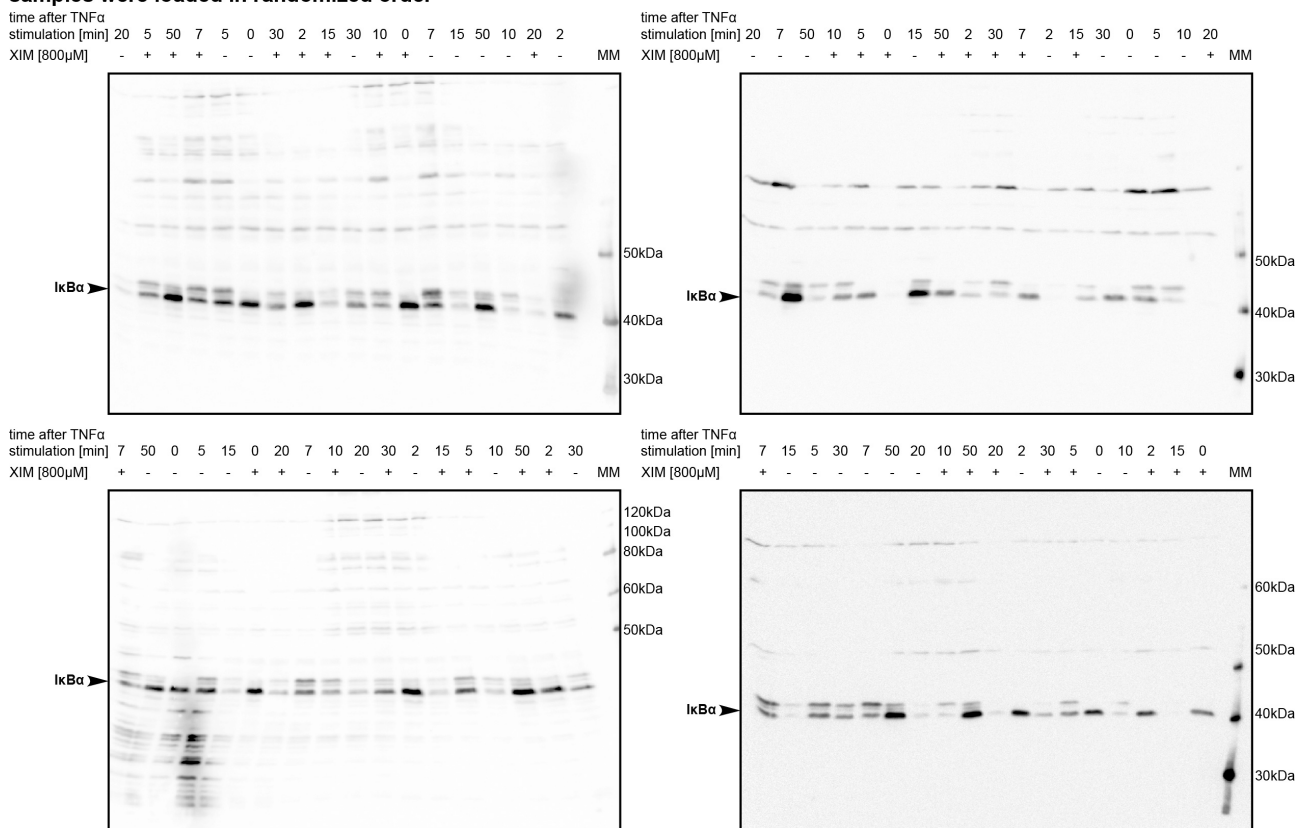 samples were loaded in randomized order
time after TNFα
stimulation [min] 20 5 50 7 5 0 30 2 15 30 10 0 7 15 50 10 20 2
XIM [800µM] - + + + - - + + + - + + - - - - + - MM
50kDa
IκBα
40kDa
30kDa
time after TNFα
stimulation [min] 20 7 50 10 5 0 15 50 2 30 7 2 15 30 0 5 10 20
XIM [800µM] - - - + + + - + + + + - + - - - - + MM
50kDa
IκBα
40kDa
30kDa
time after TNFα
stimulation [min] 7 50 0 5 15 0 20 7 10 20 30 2 15 5 10 50 2 30
XIM [800µM] + - - - - + + - + - + - + + - + + - MM
120kDa
100kDa
80kDa
60kDa
50kDa
IκBα
time after TNFα
stimulation [min] 7 15 5 30 7 50 20 10 50 20 2 30 5 0 10 2 15 0
XIM [800µM] + - - - - - - + + + - + + - - + + + MM
60kDa
50kDa
IκBα
40kDa
30kDa